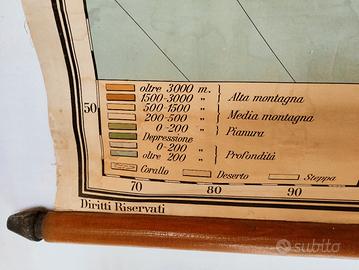 oltre 3000 m.
1500-3000 " Alta montagna
500-1500 "
200-500 " Media montagna
50
0-200 " Pianura
Depressione
0-200 "
oltre 200 " Profondità
Corallo Deserto Steppa
70 80 90
Diritti Riservati
subito